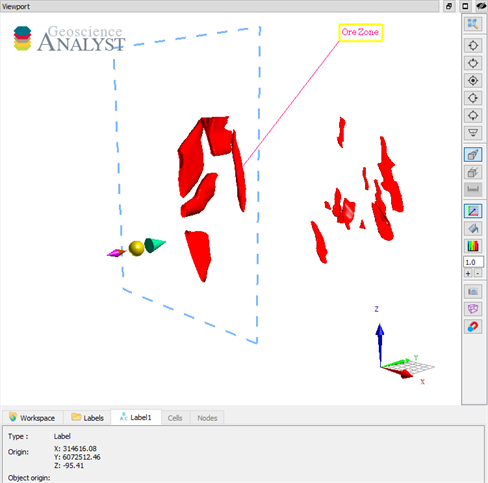 Viewport
Geoscience
ANALYST
Ore Zone
1.0
+ -
Z
Y
X
Workspace
Labels
Label1
Cells
Nodes
Type :
Label
Origin:
X: 314616.08
Y: 6072512.46
Z: -95.41
Object origin: